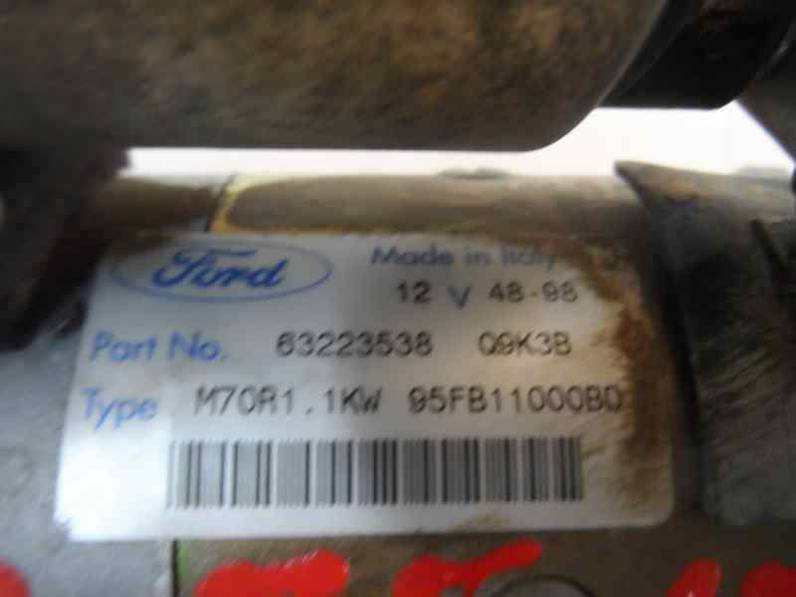 Ford Made in Italy
12 V 48-98
Part No. 63223538 Q9K3B
Type M70R1.1KW 95FB11000BD